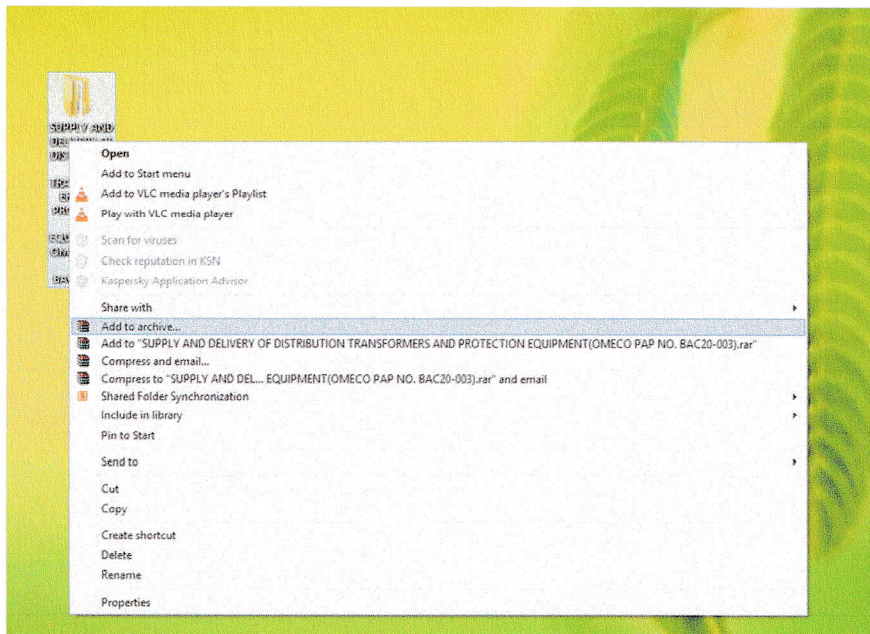 SUPPLY AND
Open
Add to Start menu
Add to VLC media player's Playlist
Play with VLC media player
Scan for viruses
Check reputation in KSN
Kaspersky Application Advisor
Share with
Add to archive...
Add to "SUPPLY AND DELIVERY OF DISTRIBUTION TRANSFORMERS AND PROTECTION EQUIPMENT(OMECO PAP NO. BAC20-003).rar"
Compress and email...
Compress to "SUPPLY AND DEL... EQUIPMENT(OMECO PAP NO. BAC20-003).rar" and email
Shared Folder Synchronization
Include in library
Pin to Start
Send to
Cut
Copy
Create shortcut
Delete
Rename
Properties